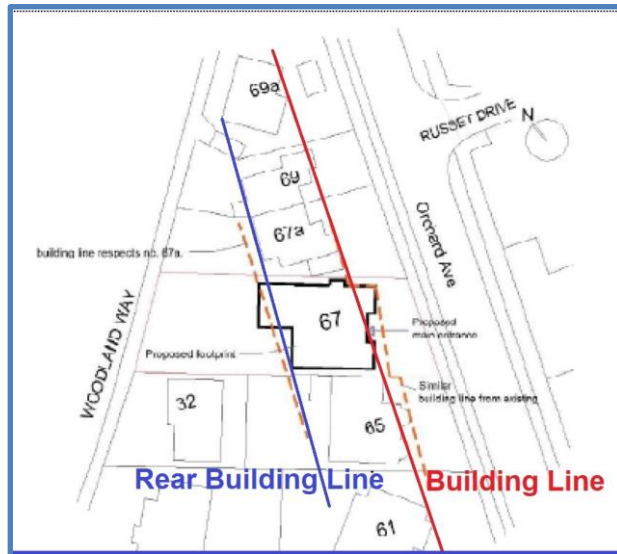 69a
RUSSET DRIVE
N
69
Orchard Ave
67a
building line respects no. 67a.
WOODLAND WAY
67
Proposed
main entrance
Proposed footprint
Similar
building line from existing
32
65
Rear Building Line
Building Line
61